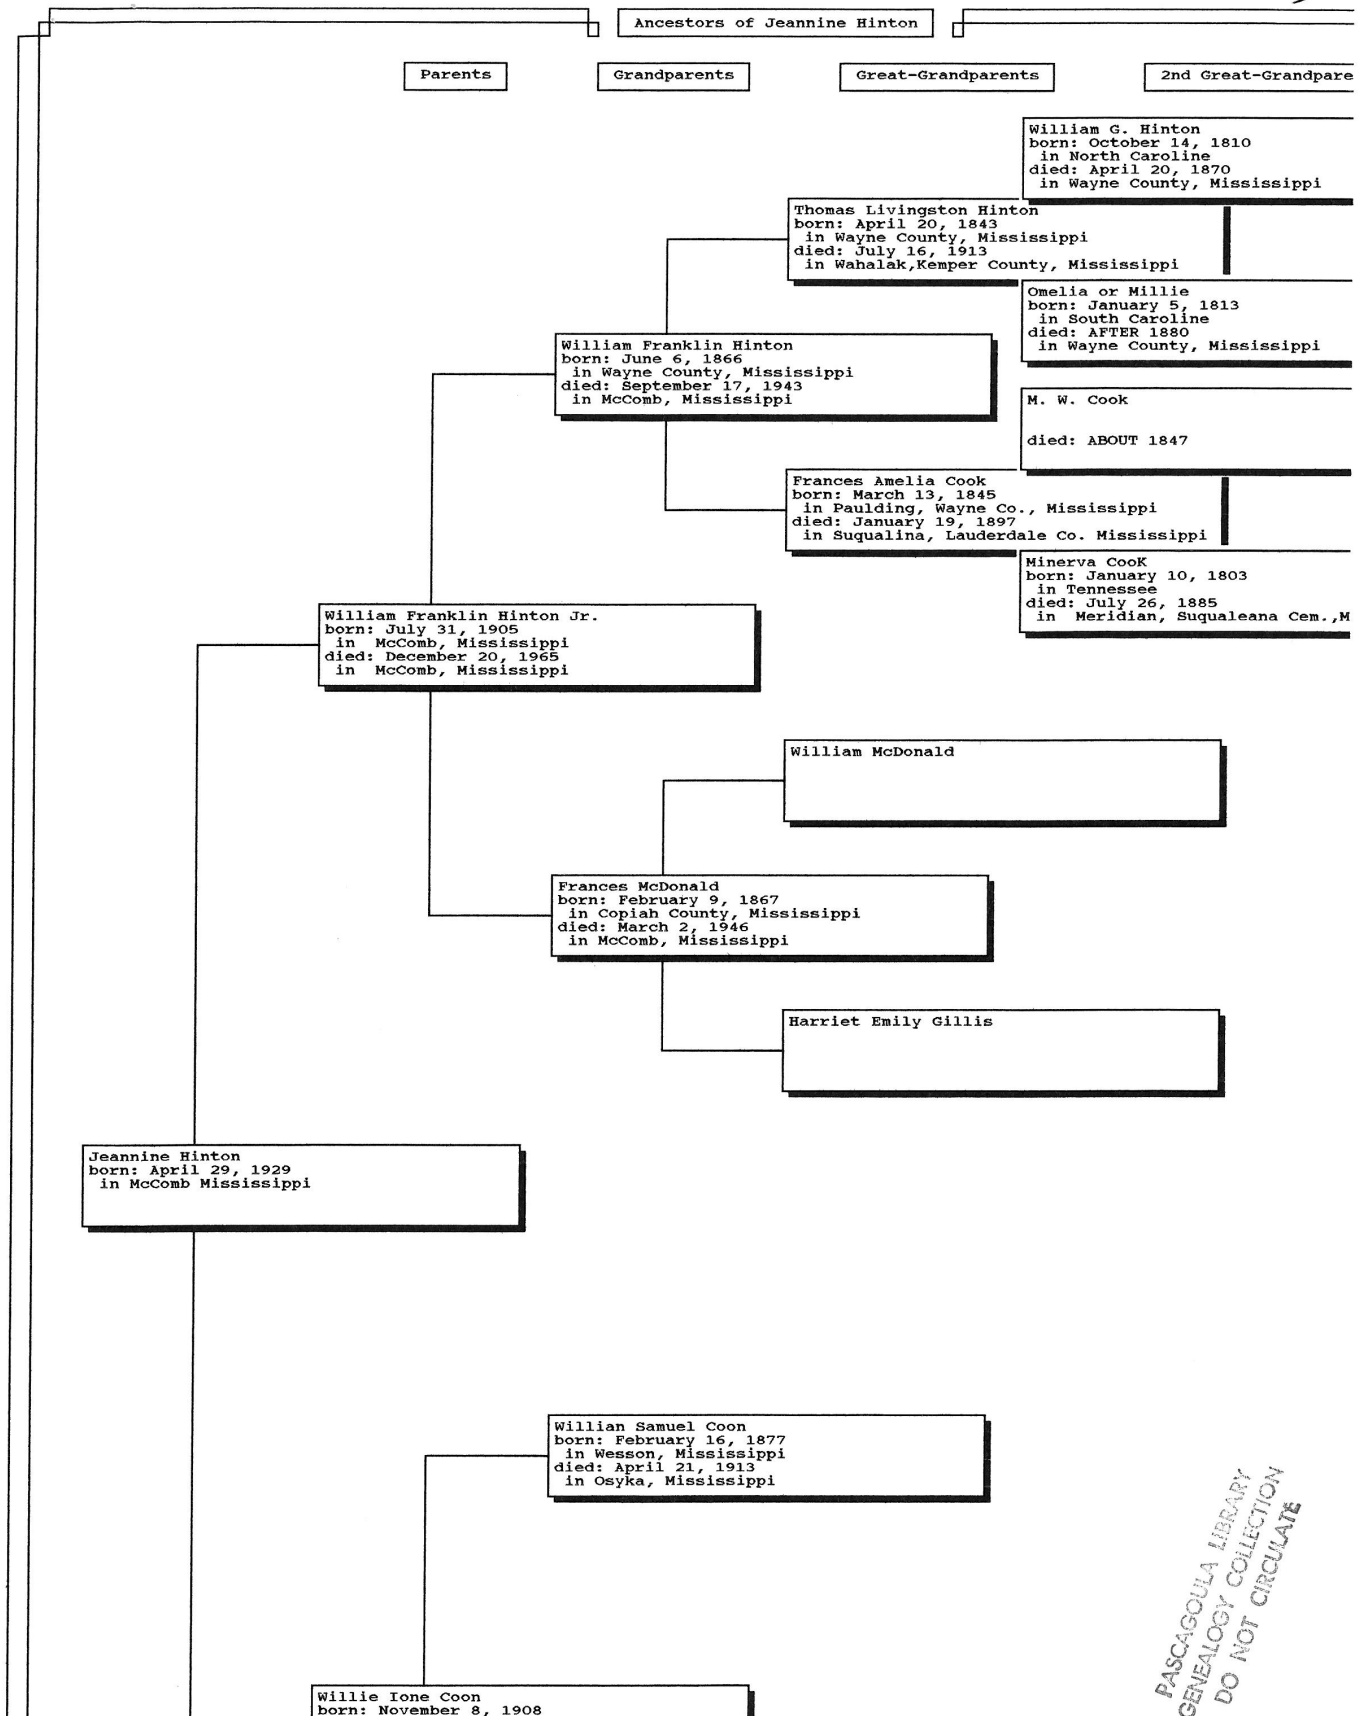 Ancestors of Jeannine Hinton
Parents
Grandparents
Great-Grandparents
2nd Great-Grandpare
William G. Hinton
born: October 14, 1810
in North Caroline
died: April 20, 1870
in Wayne County, Mississippi
Thomas Livingston Hinton
born: April 20, 1843
in Wayne County, Mississippi
died: July 16, 1913
in Wahalak,Kemper County, Mississippi
Omelia or Millie
born: January 5, 1813
in South Caroline
died: AFTER 1880
in Wayne County, Mississippi
William Franklin Hinton
born: June 6, 1866
in Wayne County, Mississippi
died: September 17, 1943
in McComb, Mississippi
M. W. Cook
died: ABOUT 1847
Frances Amelia Cook
born: March 13, 1845
in Paulding, Wayne Co., Mississippi
died: January 19, 1897
in Suqualina, Lauderdale Co. Mississippi
Minerva CooK
born: January 10, 1803
in Tennessee
died: July 26, 1885
in Meridian, Suqualeana Cem.,M
William Franklin Hinton Jr.
born: July 31, 1905
in McComb, Mississippi
died: December 20, 1965
in McComb, Mississippi
William McDonald
Frances McDonald
born: February 9, 1867
in Copiah County, Mississippi
died: March 2, 1946
in McComb, Mississippi
Harriet Emily Gillis
Jeannine Hinton
born: April 29, 1929
in McComb Mississippi
Willian Samuel Coon
born: February 16, 1877
in Wesson, Mississippi
died: April 21, 1913
in Osyka, Mississippi
Willie Ione Coon
born: November 8, 1908
PASCAGOULA LIBRARY
GENEALOGY COLLECTION
DO NOT CIRCULATE